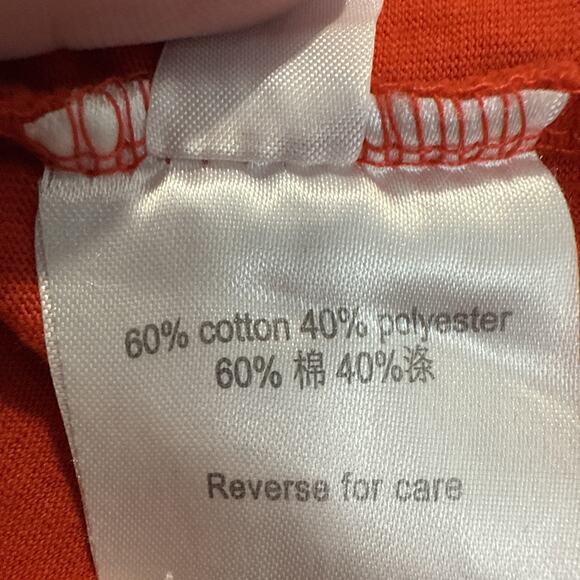 60% cotton 40% polyester
60% 棉 40%涤
Reverse for care